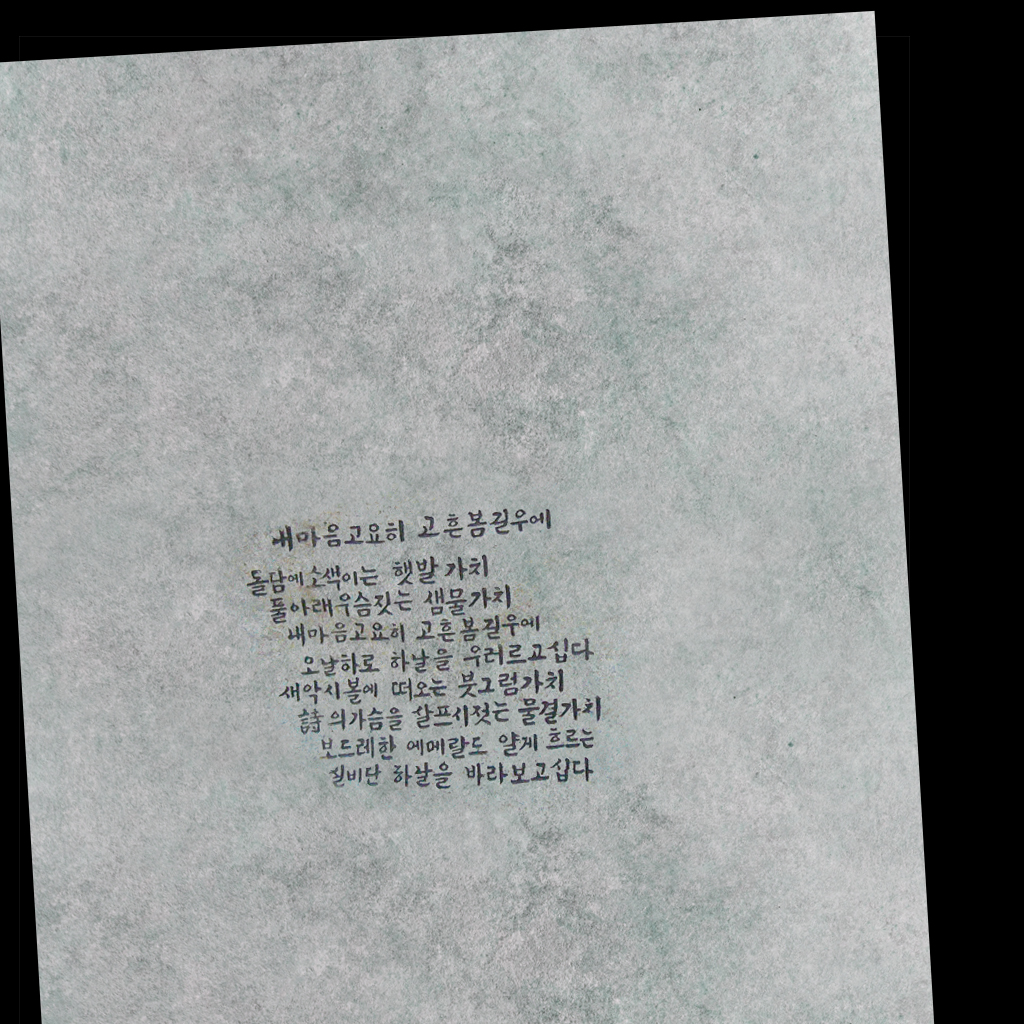 내마음고요히 고흔봄길우에
돌담에소색이는 햇발가치
풀아래우슴짓는 샘물가치
내마음고요히 고흔봄길우에
오날하로 하날을 우러르고십다
새악시볼에 떠오는 붓그럼가치
詩의가슴을 살프시젓는 물결가치
보드레한 에메랄도 얄게 흐르는
실비단 하날을 바라보고십다